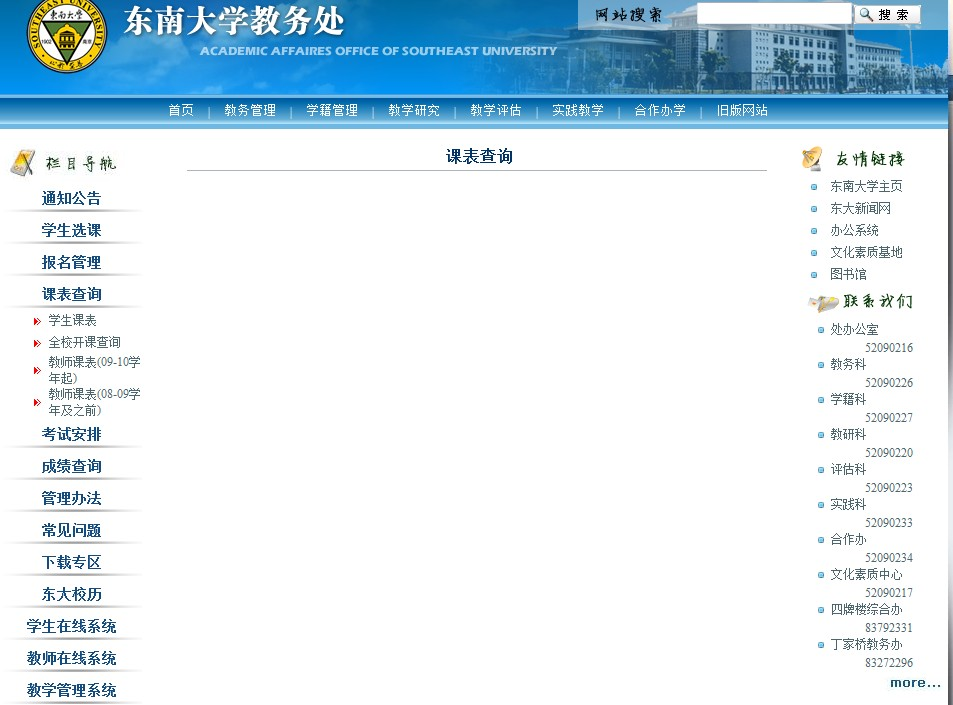 东南大学教务处
ACADEMIC AFFAIRES OFFICE OF SOUTHEAST UNIVERSITY
网站搜索
搜 索
首页 | 教务管理 | 学籍管理 | 教学研究 | 教学评估 | 实践教学 | 合作办学 | 旧版网站
栏目导航
通知公告
学生选课
报名管理
课表查询
学生课表
全校开课查询
教师课表(09-10学
年起)
教师课表(08-09学
年及之前)
考试安排
成绩查询
管理办法
常见问题
下载专区
东大校历
学生在线系统
教师在线系统
教学管理系统
课表查询
友情链接
东南大学主页
东大新闻网
办公系统
文化素质基地
图书馆
联系我们
处办公室
52090216
教务科
52090226
学籍科
52090227
教研科
52090220
评估科
52090223
实践科
52090233
合作办
52090234
文化素质中心
52090217
四牌楼综合办
83792331
丁家桥教务办
83272296
more...